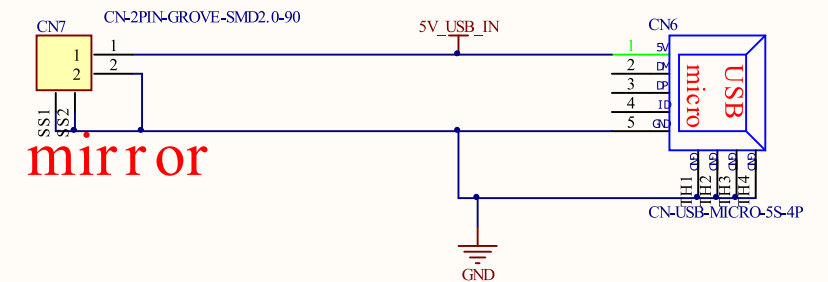 CN7
CN-2PIN-GROVE-SMD2.0-90
1
2
1
2
SS1
SS2
mirror
5V_USB_IN
GND
CN6
1
2
3
4
5
5V
DM
DP
ID
GND
USB
micro
GND
GND
GND
GND
TH1
TH2
TH3
TH4
CN-USB-MICRO-5S-4P